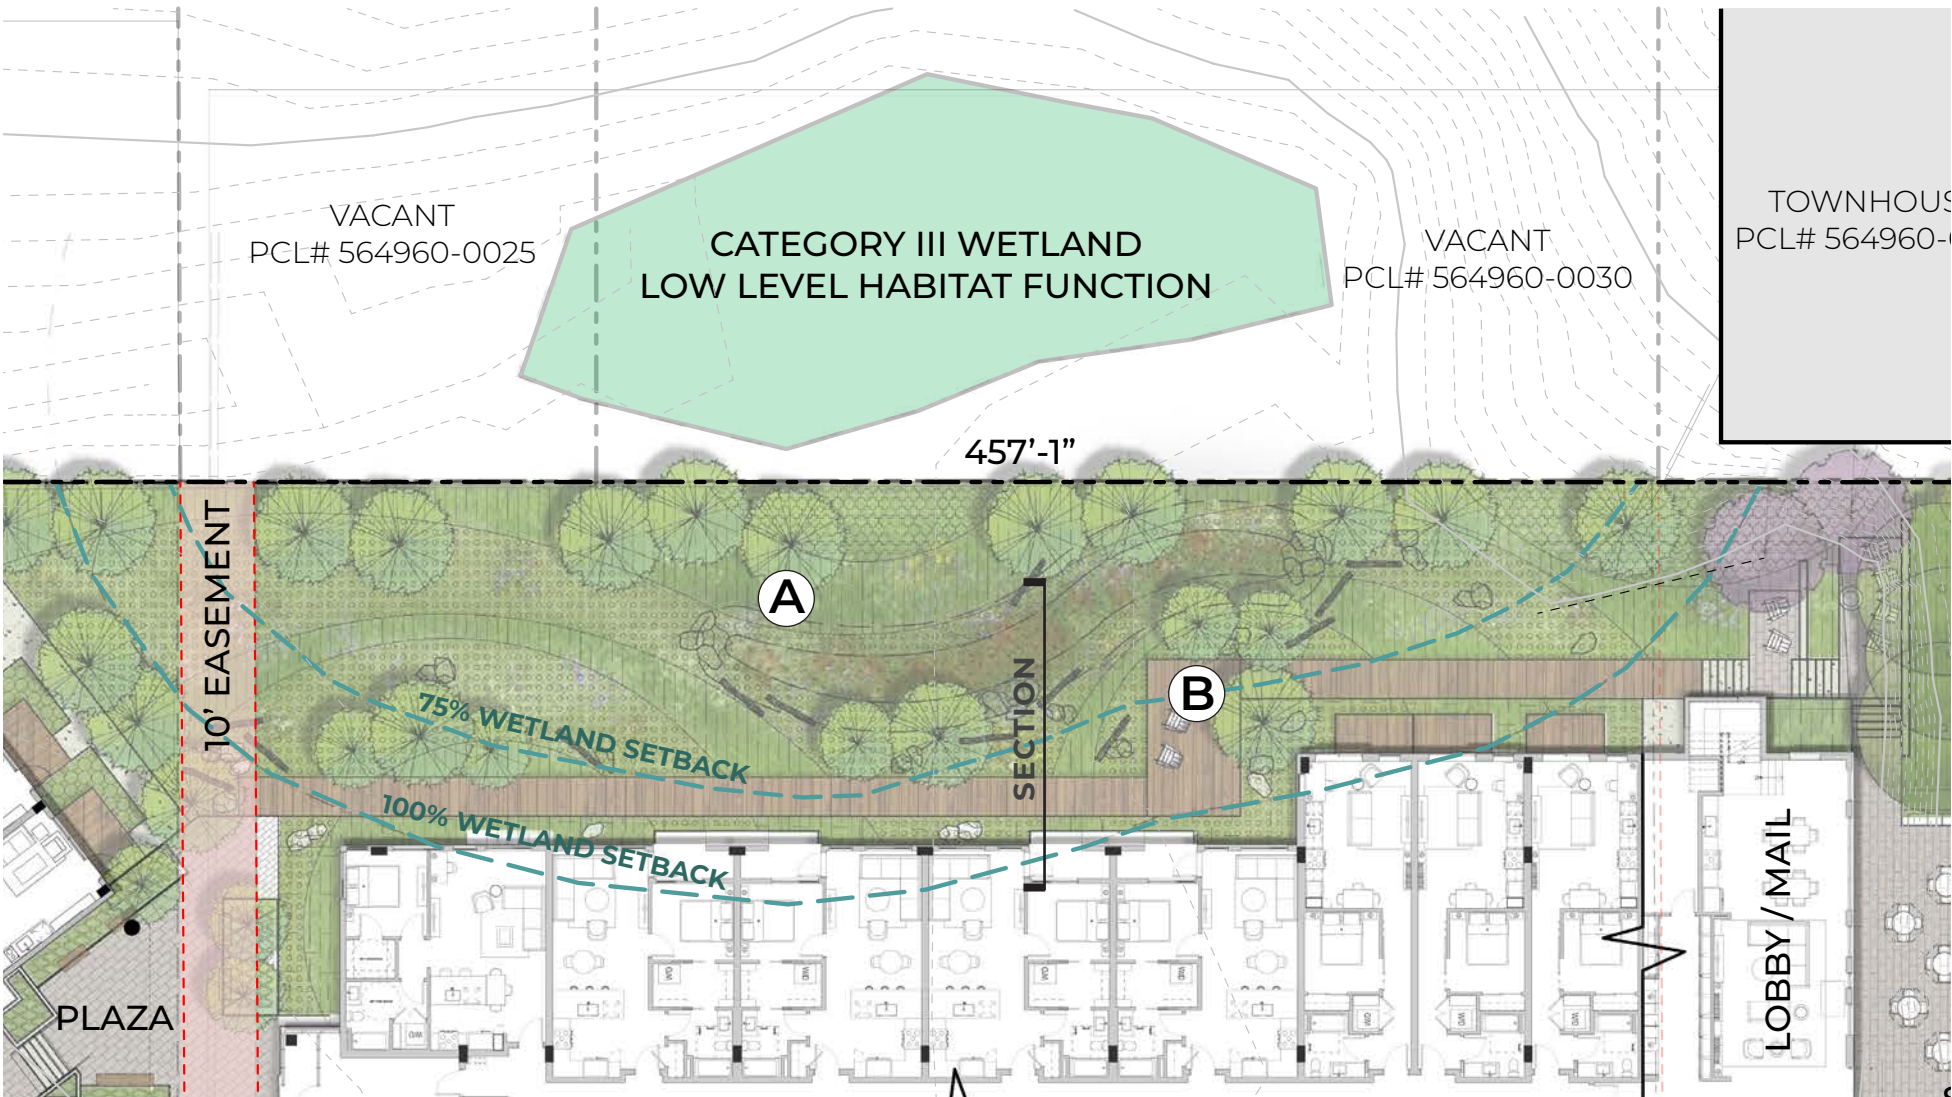 VACANT
PCL# 564960-0025
CATEGORY III WETLAND
LOW LEVEL HABITAT FUNCTION
VACANT
PCL# 564960-0030
TOWNHOUS
PCL# 564960-
457'-1"
10' EASEMENT
A
B
SECTION
75% WETLAND SETBACK
100% WETLAND SETBACK
PLAZA
LOBBY / MAIL
W/D
W/D
W/D
W/D
W/D